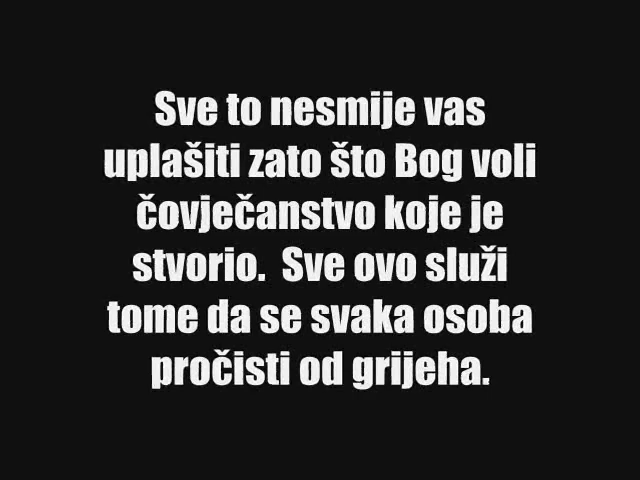 Sve to nesmije vas
uplašiti zato što Bog voli
čovječanstvo koje je
stvorio.  Sve ovo služi
tome da se svaka osoba
pročisti od grijeha.